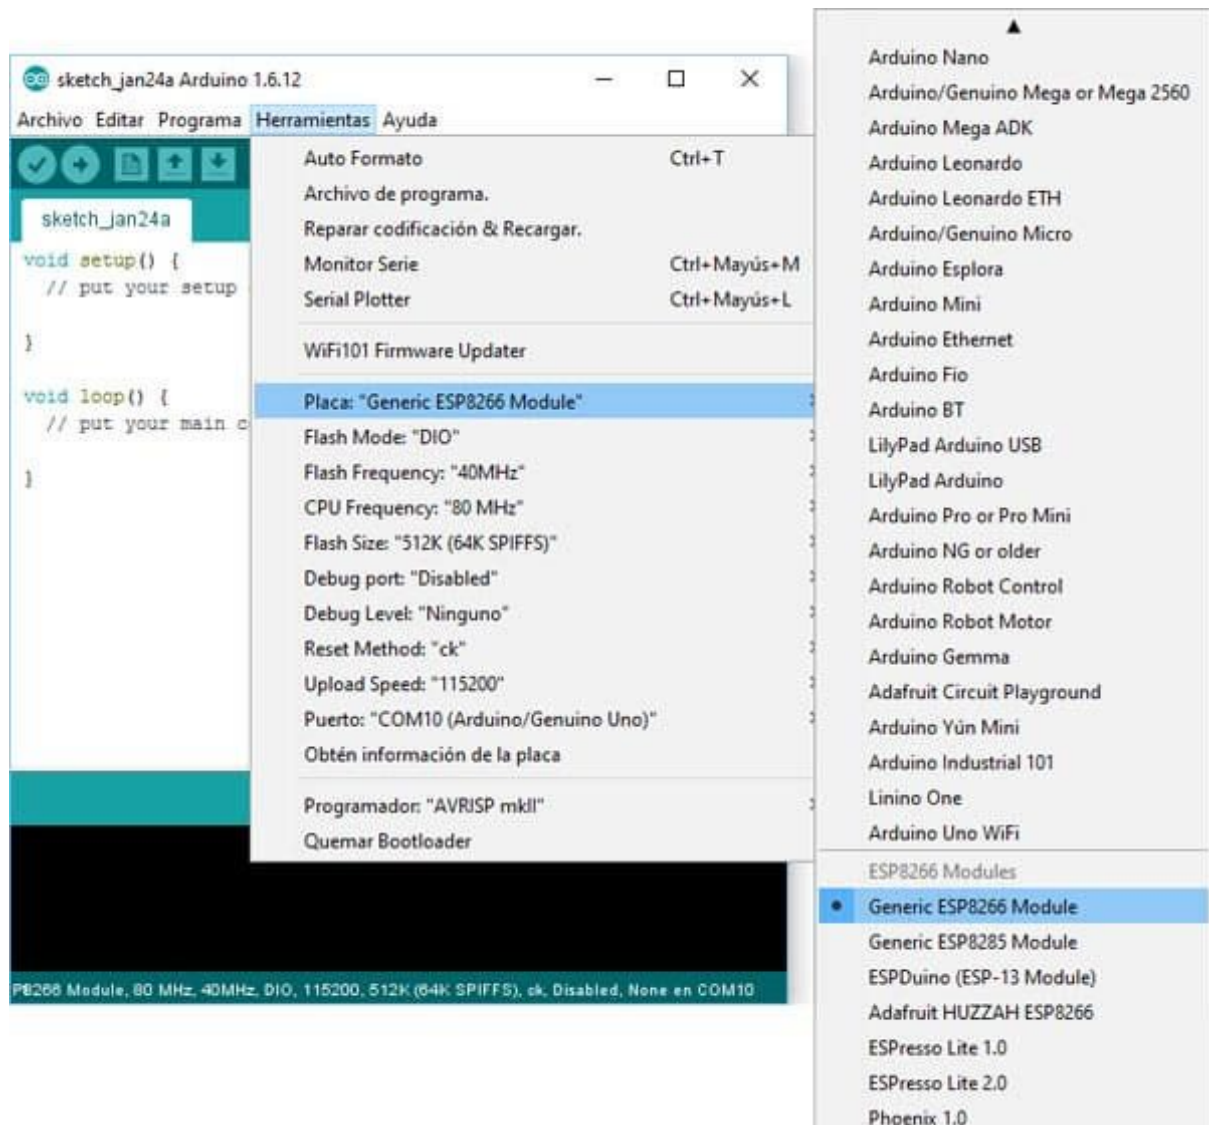 sketch_jan24a Arduino 1.6.12
Archivo Editar Programa Herramientas Ayuda
sketch_jan24a
void setup() {
// put your setup
}
void loop() {
// put your main c
}
Auto Formato Ctrl+T
Archivo de programa.
Reparar codificación & Recargar.
Monitor Serie Ctrl+Mayús+M
Serial Plotter Ctrl+Mayús+L
WiFi101 Firmware Updater
Placa: "Generic ESP8266 Module"
Flash Mode: "DIO"
Flash Frequency: "40MHz"
CPU Frequency: "80 MHz"
Flash Size: "512K (64K SPIFFS)"
Debug port: "Disabled"
Debug Level: "Ninguno"
Reset Method: "ck"
Upload Speed: "115200"
Puerto: "COM10 (Arduino/Genuino Uno)"
Obtén información de la placa
Programador: "AVRISP mkII"
Quemar Bootloader
P8266 Module, 80 MHz, 40MHz, DIO, 115200, 512K (64K SPIFFS), ck, Disabled, None en COM10
Arduino Nano
Arduino/Genuino Mega or Mega 2560
Arduino Mega ADK
Arduino Leonardo
Arduino Leonardo ETH
Arduino/Genuino Micro
Arduino Esplora
Arduino Mini
Arduino Ethernet
Arduino Fio
Arduino BT
LilyPad Arduino USB
LilyPad Arduino
Arduino Pro or Pro Mini
Arduino NG or older
Arduino Robot Control
Arduino Robot Motor
Arduino Gemma
Adafruit Circuit Playground
Arduino Yún Mini
Arduino Industrial 101
Linino One
Arduino Uno WiFi
ESP8266 Modules
Generic ESP8266 Module
Generic ESP8285 Module
ESPDuino (ESP-13 Module)
Adafruit HUZZAH ESP8266
ESPresso Lite 1.0
ESPresso Lite 2.0
Phoenix 1.0